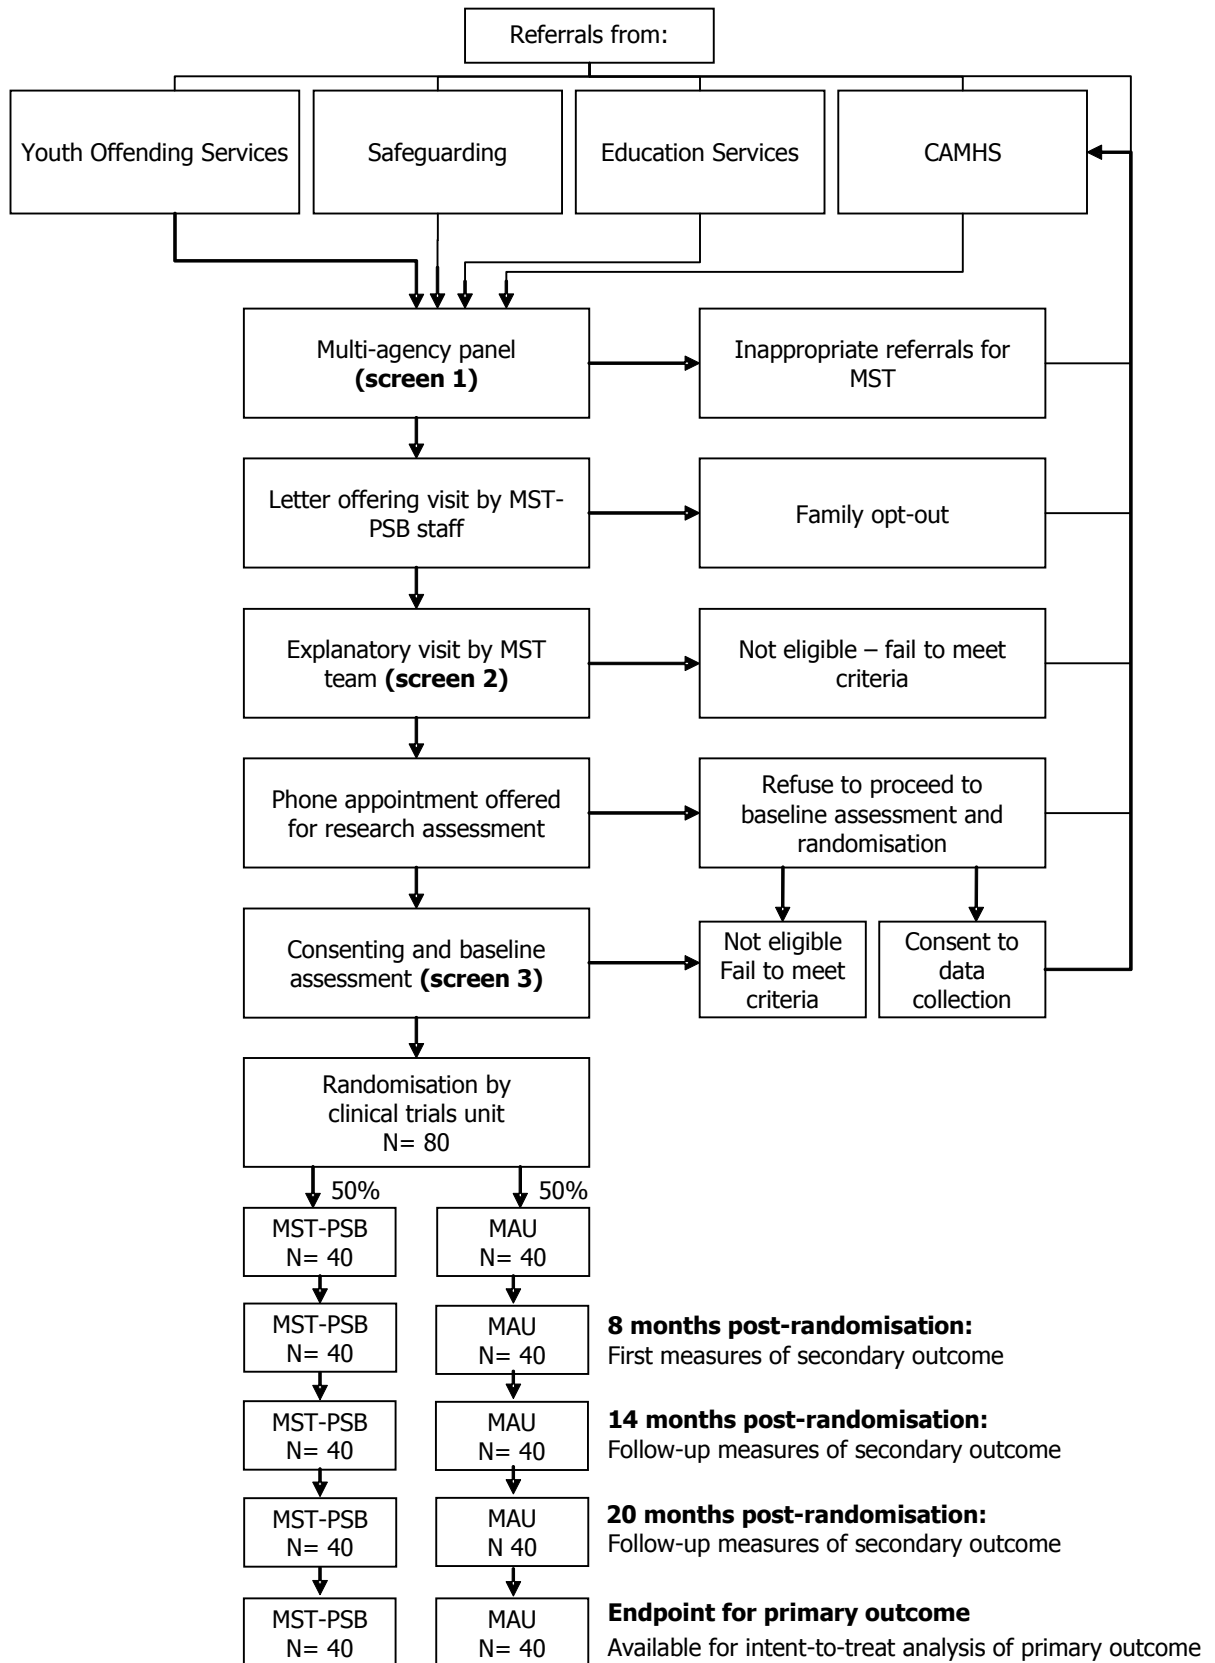 Referrals from:
Youth Offending Services
Safeguarding
Education Services
CAMHS
Multi-agency panel
(screen 1)
Inappropriate referrals for
MST
Letter offering visit by MST-
PSB staff
Family opt-out
Explanatory visit by MST
team (screen 2)
Not eligible – fail to meet
criteria
Phone appointment offered
for research assessment
Refuse to proceed to
baseline assessment and
randomisation
Consenting and baseline
assessment (screen 3)
Not eligible
Fail to meet
criteria
Consent to
data
collection
Randomisation by
clinical trials unit
N= 80
50%
50%
MST-PSB
N= 40
MAU
N= 40
MST-PSB
N= 40
MAU
N= 40
8 months post-randomisation:
First measures of secondary outcome
MST-PSB
N= 40
MAU
N= 40
14 months post-randomisation:
Follow-up measures of secondary outcome
MST-PSB
N= 40
MAU
N 40
20 months post-randomisation:
Follow-up measures of secondary outcome
MST-PSB
N= 40
MAU
N= 40
Endpoint for primary outcome
Available for intent-to-treat analysis of primary outcome